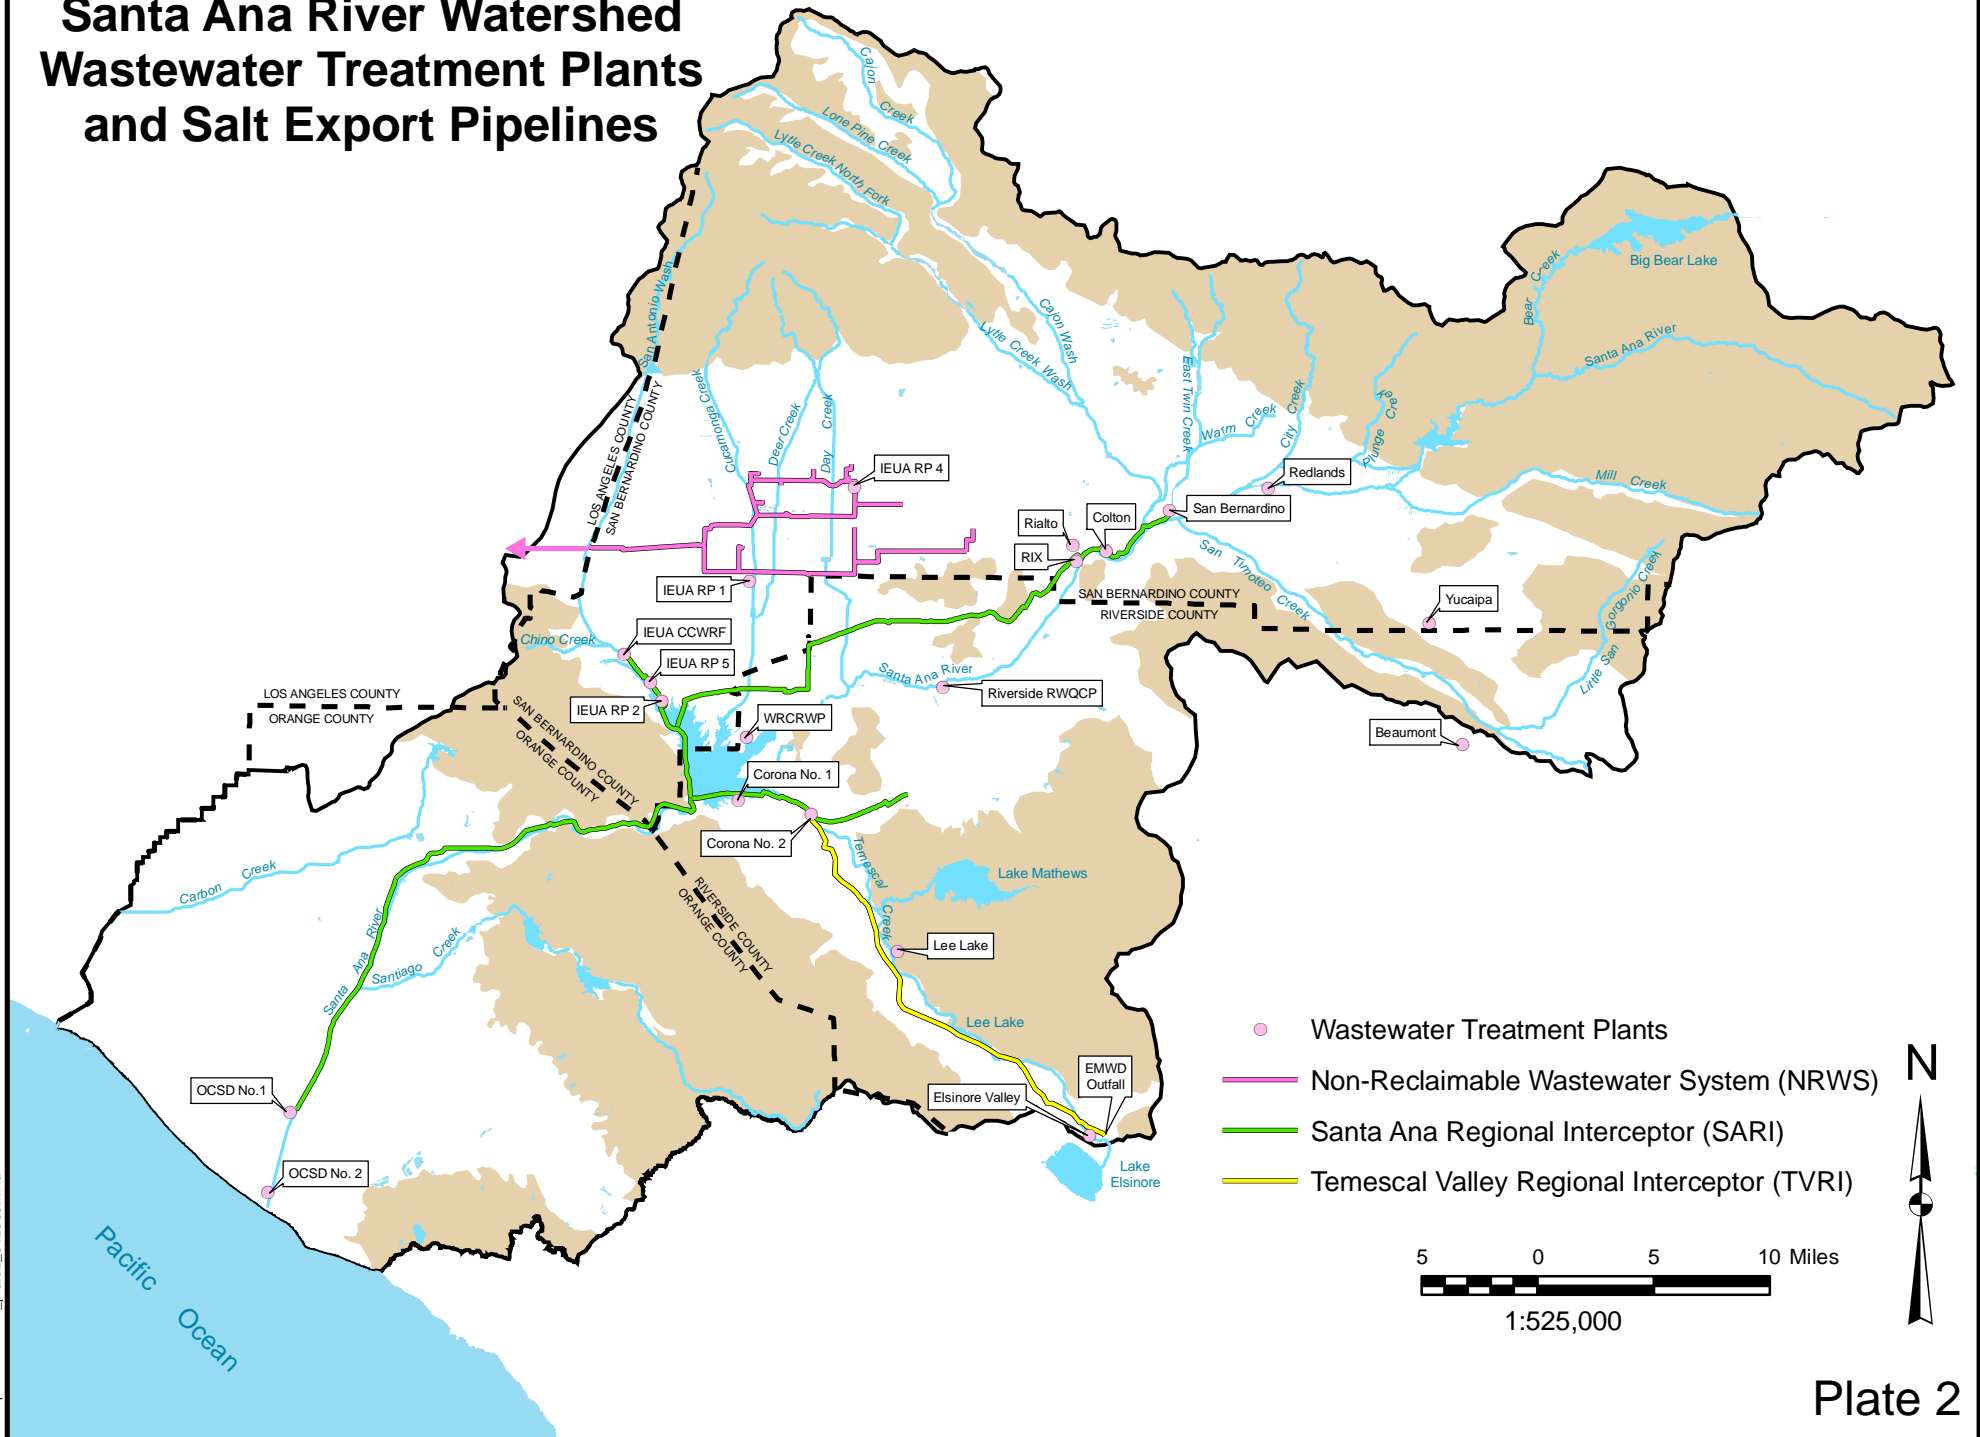 Santa Ana River Watershed
Wastewater Treatment Plants
and Salt Export Pipelines
Cajon
Creek
Lone Pine Creek
Lytle Creek North Fork
San Antonio Wash
Cajon Wash
Lytle Creek Wash
Big Bear Lake
Bear Creek
Santa Ana River
LOS ANGELES COUNTY
SAN BERNARDINO COUNTY
Cucamonga Creek
Deer Creek
Day Creek
East Twin Creek
Warm Creek
City Creek
Plunge Creek
Mill Creek
IEUA RP 4
Redlands
San Bernardino
Rialto
Colton
RIX
IEUA RP 1
San Timoteo Creek
SAN BERNARDINO COUNTY
RIVERSIDE COUNTY
Yucaipa
Little San Gorgonio Creek
IEUA CCWRF
Chino Creek
IEUA RP 5
Santa Ana River
Riverside RWQCP
LOS ANGELES COUNTY
ORANGE COUNTY
IEUA RP 2
WRCRWP
SAN BERNARDINO COUNTY
ORANGE COUNTY
Beaumont
Corona No. 1
Corona No. 2
Carbon Creek
Temescal Creek
Lake Mathews
RIVERSIDE COUNTY
ORANGE COUNTY
Santa Ana River
Santiago Creek
Lee Lake
Lee Lake
OCSD No.1
Elsinore Valley
EMWD
Outfall
OCSD No. 2
Lake
Elsinore
Pacific Ocean
Wastewater Treatment Plants
Non-Reclaimable Wastewater System (NRWS)
Santa Ana Regional Interceptor (SARI)
Temescal Valley Regional Interceptor (TVRI)
N
5 0 5 10 Miles
1:525,000
Plate 2